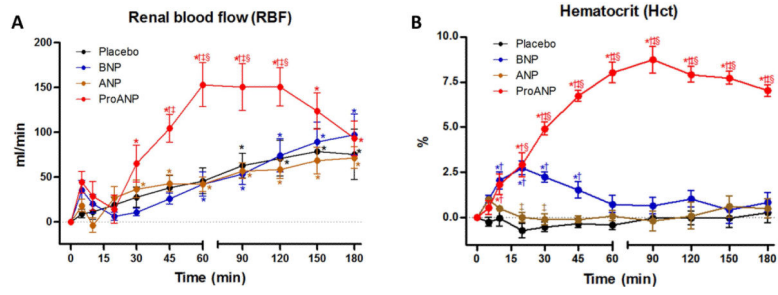 A
Renal blood flow (RBF)
Placebo
BNP
ANP
ProANP
ml/min
200
150
100
50
0
0 15 30 45 60 90 120 150 180
Time (min)
*†‡§ *†‡§ *†‡§
*‡‡
* * * * * * * * * * * * * * * * * *
B
Hematocrit (Hct)
Placebo
BNP
ANP
ProANP
%
10.0
7.5
5.0
2.5
0.0
0 15 30 45 60 90 120 150 180
Time (min)
*†‡§ *†‡§ *†‡§ *†‡§ *†‡§ *†‡§ *†‡§
*†§
*† *† *† *†
*†
‡ ‡